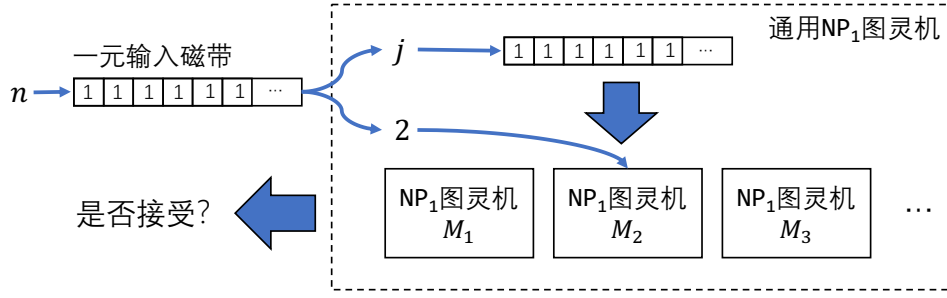 通用NP₁图灵机
一元输入磁带
n
1 1 1 1 1 1 ...
j
1 1 1 1 1 1 ...
2
NP₁图灵机
M₁
NP₁图灵机
M₂
NP₁图灵机
M₃
...
是否接受？